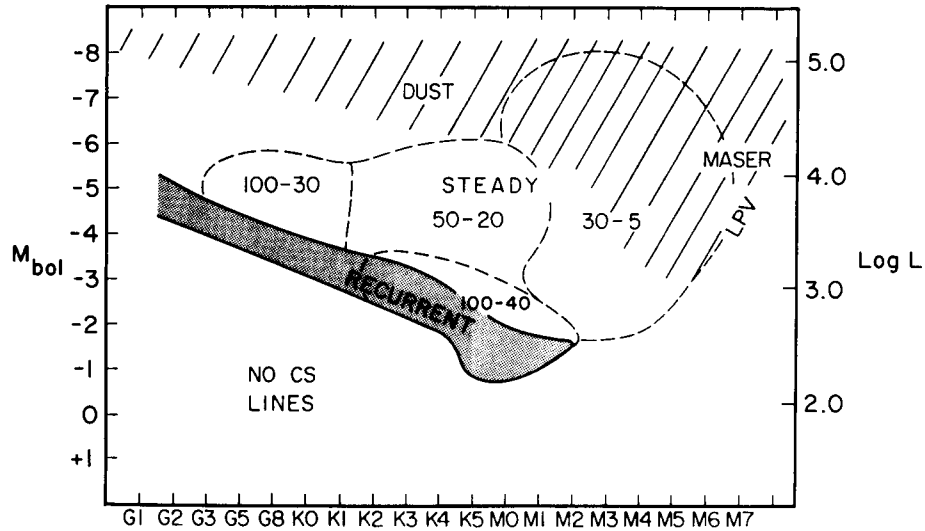 -8
-7
-6
-5
-4
-3
-2
-1
0
+1
M bol
5.0
4.0
3.0
2.0
Log L
DUST
MASER
LPV
100-30
STEADY
50-20
30-5
RECURRENT
100-40
NO CS
LINES
G1 G2 G3 G5 G8 K0 K1 K2 K3 K4 K5 M0 M1 M2 M3 M4 M5 M6 M7